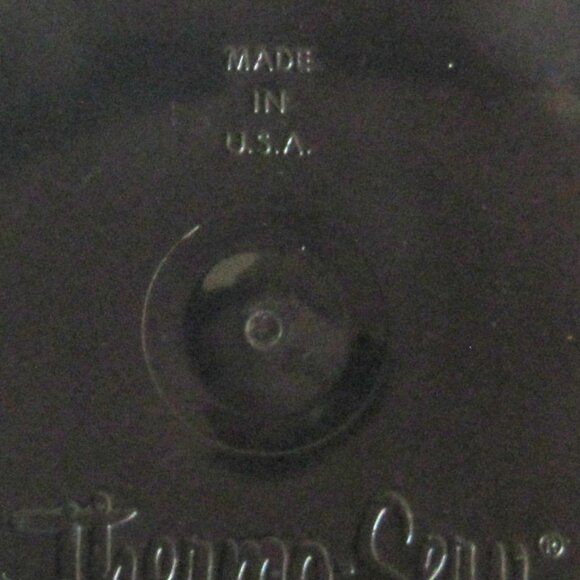 MADE
IN
U.S.A.
Thermo-Serv®